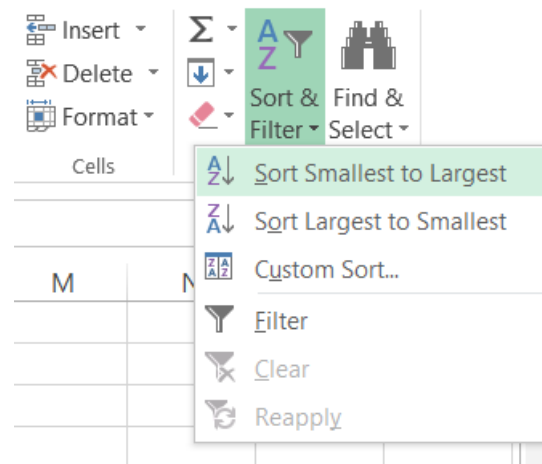 Insert
Delete
Format
Cells
Sort &
Filter
Find &
Select
Sort Smallest to Largest
Sort Largest to Smallest
Custom Sort...
Filter
Clear
Reapply
M